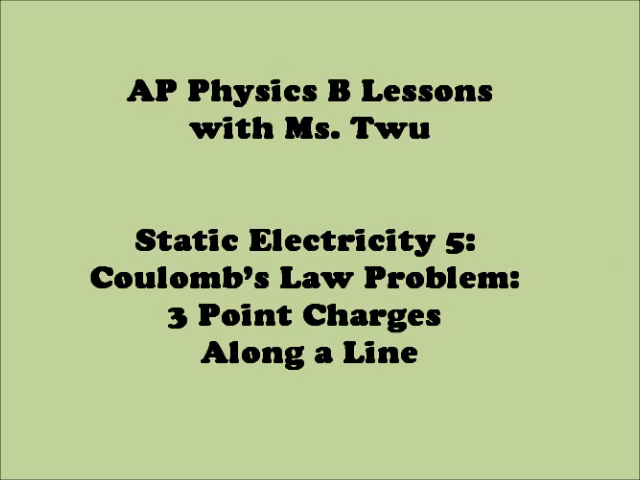 AP Physics B Lessons
with Ms. Twu
Static Electricity 5:
Coulomb’s Law Problem:
3 Point Charges
Along a Line